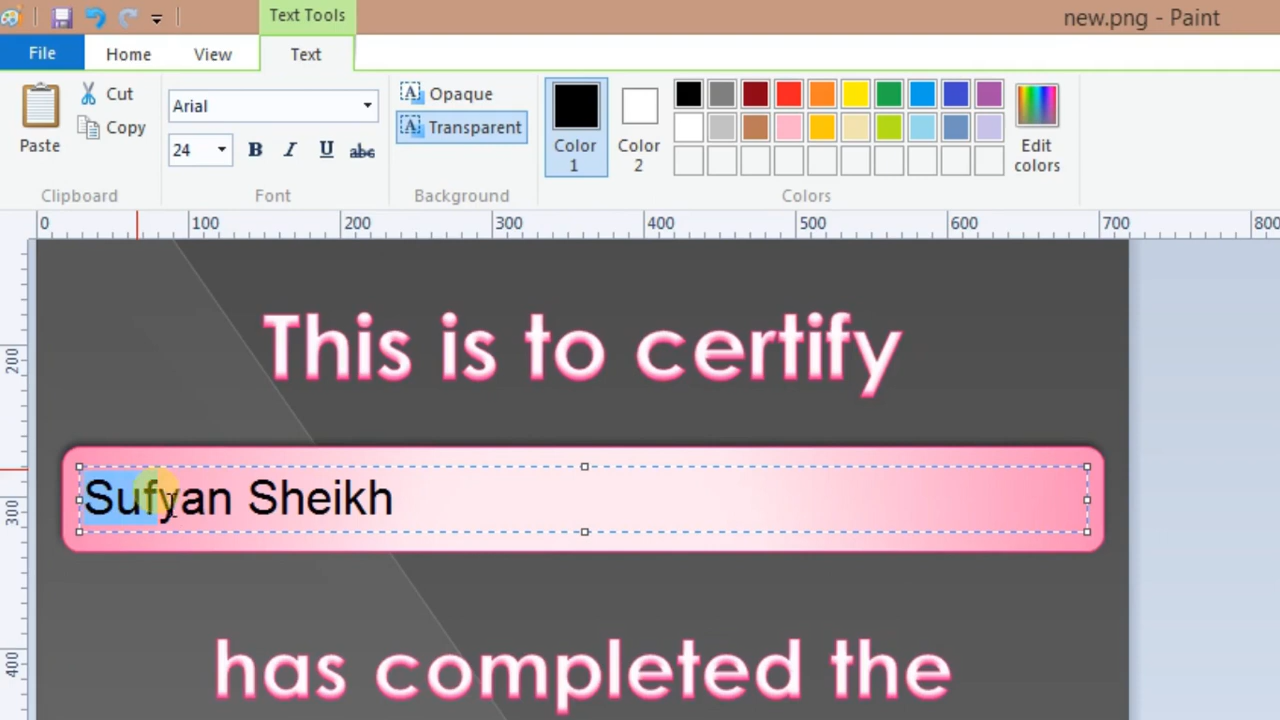 Text Tools
new.png - Paint
File
Home
View
Text
Paste
Cut
Copy
Clipboard
Arial
24
B I U abc
Font
Opaque
Transparent
Background
Color 1
Color 2
Edit colors
Colors
0 100 200 300 400 500 600 700 800
200
This is to certify
300
Sufyan Sheikh
400
has completed the